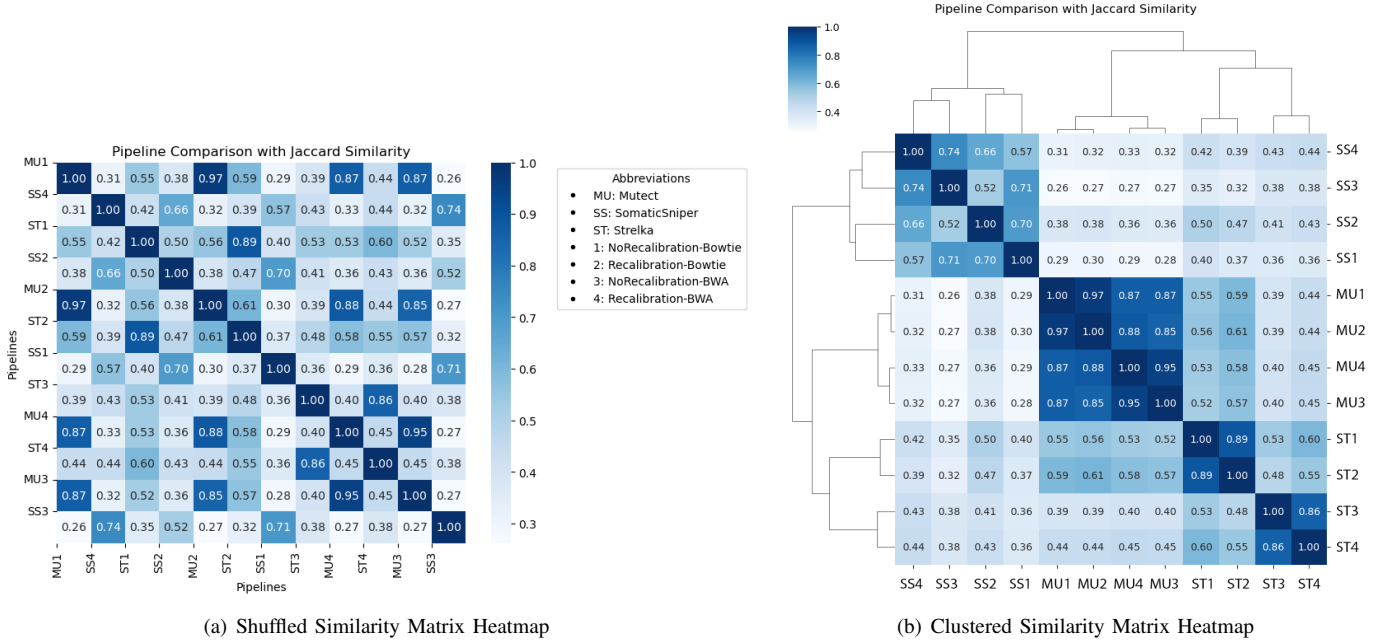 Pipeline Comparison with Jaccard Similarity
MU1
SS4
ST1
SS2
MU2
ST2
SS1
ST3
MU4
ST4
MU3
SS3
Pipelines
1.00 0.31 0.55 0.38 0.97 0.59 0.29 0.39 0.87 0.44 0.87 0.26
0.31 1.00 0.42 0.66 0.32 0.39 0.57 0.43 0.33 0.44 0.32 0.74
0.55 0.42 1.00 0.50 0.56 0.89 0.40 0.53 0.53 0.60 0.52 0.35
0.38 0.66 0.50 1.00 0.38 0.47 0.70 0.41 0.36 0.43 0.36 0.52
0.97 0.32 0.56 0.38 1.00 0.61 0.30 0.39 0.88 0.44 0.85 0.27
0.59 0.39 0.89 0.47 0.61 1.00 0.37 0.48 0.58 0.55 0.57 0.32
0.29 0.57 0.40 0.70 0.30 0.37 1.00 0.36 0.29 0.36 0.28 0.71
0.39 0.43 0.53 0.41 0.39 0.48 0.36 1.00 0.40 0.86 0.40 0.38
0.87 0.33 0.53 0.36 0.88 0.58 0.29 0.40 1.00 0.45 0.95 0.27
0.44 0.44 0.60 0.43 0.44 0.55 0.36 0.86 0.45 1.00 0.45 0.38
0.87 0.32 0.52 0.36 0.85 0.57 0.28 0.40 0.95 0.45 1.00 0.27
0.26 0.74 0.35 0.52 0.27 0.32 0.71 0.38 0.27 0.38 0.27 1.00
MU1 SS4 ST1 SS2 MU2 ST2 SS1 ST3 MU4 ST4 MU3 SS3
Pipelines
1.0
0.9
0.8
0.7
0.6
0.5
0.4
0.3
Abbreviations
• MU: Mutect
• SS: SomaticSniper
• ST: Strelka
• 1: NoRecalibration-Bowtie
• 2: Recalibration-Bowtie
• 3: NoRecalibration-BWA
• 4: Recalibration-BWA
(a) Shuffled Similarity Matrix Heatmap
Pipeline Comparison with Jaccard Similarity
1.0
0.8
0.6
0.4
1.00 0.74 0.66 0.57 0.31 0.32 0.33 0.32 0.42 0.39 0.43 0.44 SS4
0.74 1.00 0.52 0.71 0.26 0.27 0.27 0.27 0.35 0.32 0.38 0.38 SS3
0.66 0.52 1.00 0.70 0.38 0.38 0.36 0.36 0.50 0.47 0.41 0.43 SS2
0.57 0.71 0.70 1.00 0.29 0.30 0.29 0.28 0.40 0.37 0.36 0.36 SS1
0.31 0.26 0.38 0.29 1.00 0.97 0.87 0.87 0.55 0.59 0.39 0.44 MU1
0.32 0.27 0.38 0.30 0.97 1.00 0.88 0.85 0.56 0.61 0.39 0.44 MU2
0.33 0.27 0.36 0.29 0.87 0.88 1.00 0.95 0.53 0.58 0.40 0.45 MU4
0.32 0.27 0.36 0.28 0.87 0.85 0.95 1.00 0.52 0.57 0.40 0.45 MU3
0.42 0.35 0.50 0.40 0.55 0.56 0.53 0.52 1.00 0.89 0.53 0.60 ST1
0.39 0.32 0.47 0.37 0.59 0.61 0.58 0.57 0.89 1.00 0.48 0.55 ST2
0.43 0.38 0.41 0.36 0.39 0.39 0.40 0.40 0.53 0.48 1.00 0.86 ST3
0.44 0.38 0.43 0.36 0.44 0.44 0.45 0.45 0.60 0.55 0.86 1.00 ST4
SS4 SS3 SS2 SS1 MU1 MU2 MU4 MU3 ST1 ST2 ST3 ST4
(b) Clustered Similarity Matrix Heatmap